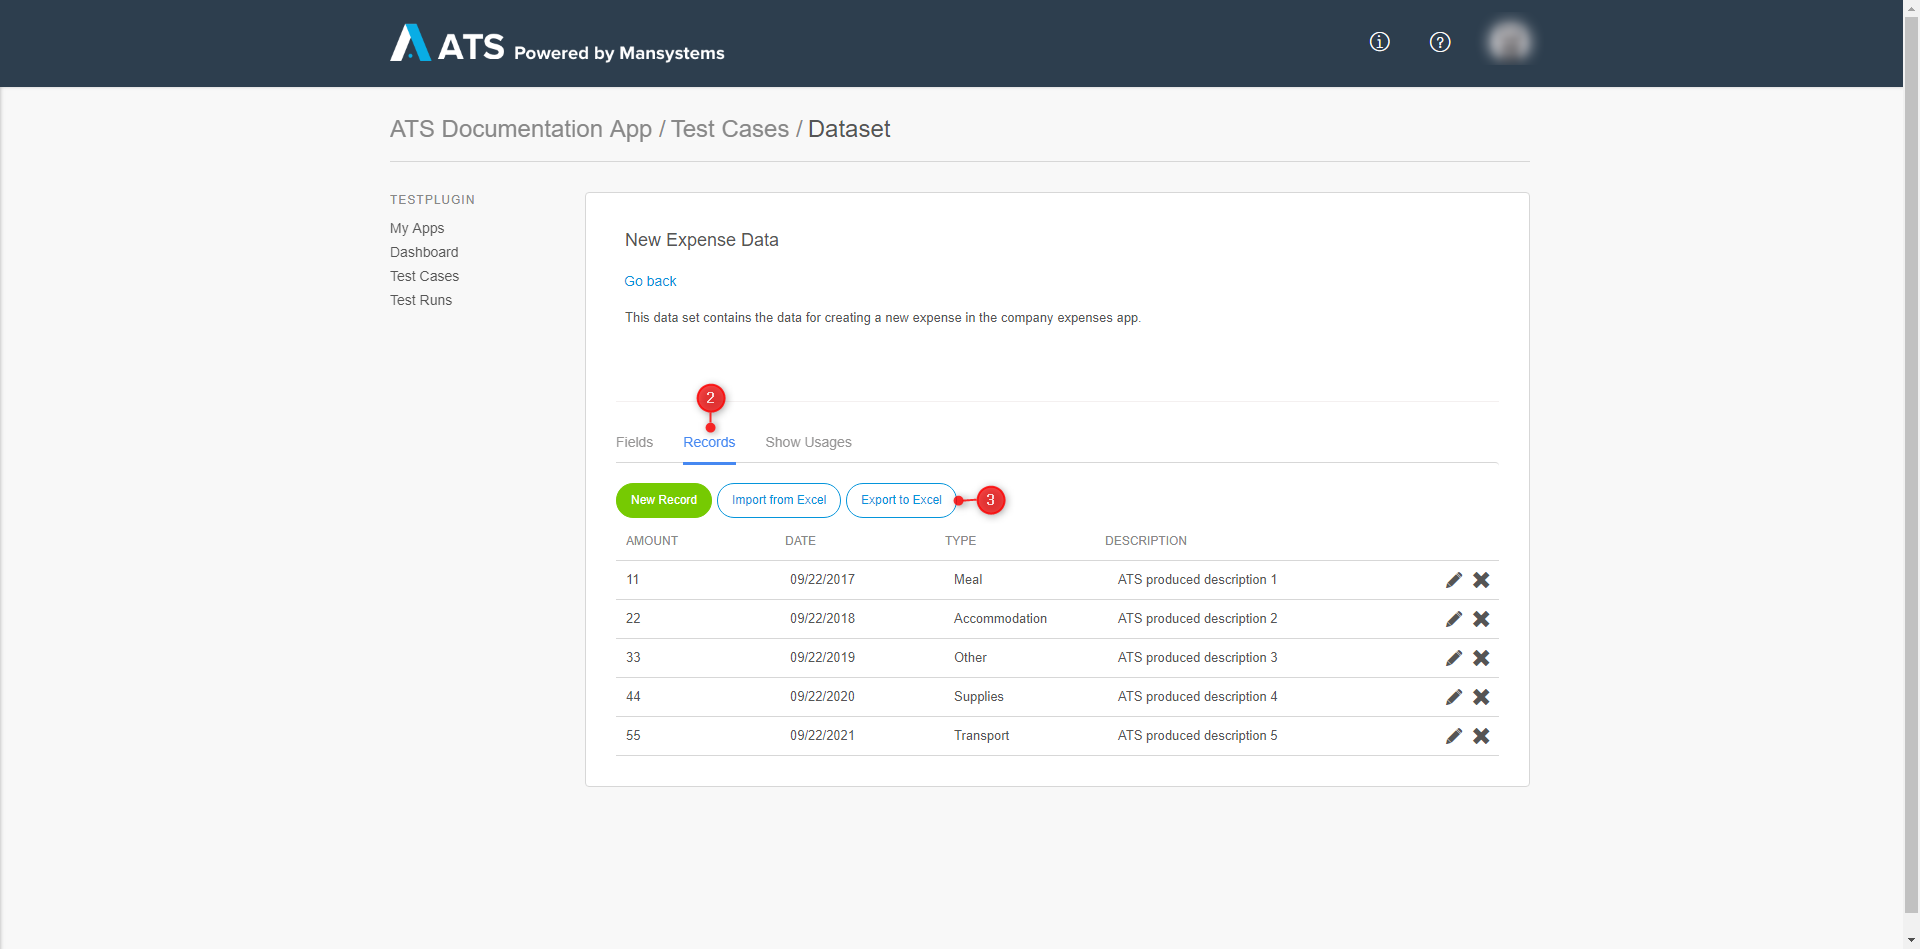 ATS Powered by Mansystems
ATS Documentation App / Test Cases / Dataset
TESTPLUGIN
My Apps
Dashboard
Test Cases
Test Runs
New Expense Data
Go back
This data set contains the data for creating a new expense in the company expenses app.
2
Fields Records Show Usages
New Record Import from Excel Export to Excel 3
AMOUNT DATE TYPE DESCRIPTION
11 09/22/2017 Meal ATS produced description 1
22 09/22/2018 Accommodation ATS produced description 2
33 09/22/2019 Other ATS produced description 3
44 09/22/2020 Supplies ATS produced description 4
55 09/22/2021 Transport ATS produced description 5